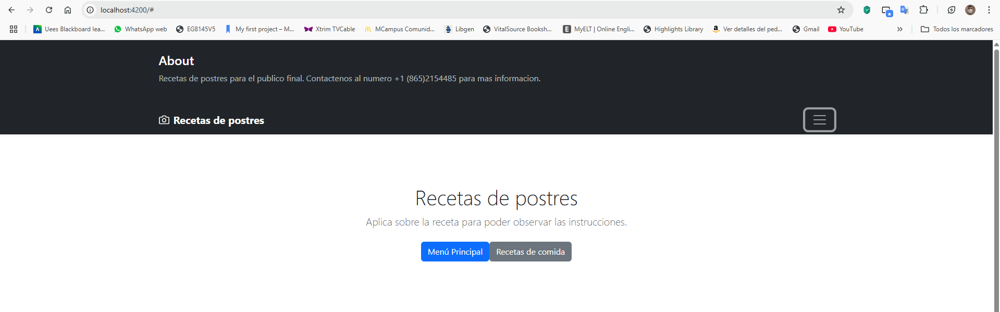 localhost:4200/#
Uees Blackboard lea... WhatsApp web EG8145V5 My first project – M... Xtrim TVCable MCampus Comunid... Libgen VitalSource Booksh... E MyELT | Online Engli... Highlights Library a Ver detalles del ped... Gmail YouTube » Todos los marcadores
About
Recetas de postres para el publico final. Contactenos al numero +1 (865)2154485 para mas informacion.
Recetas de postres
Recetas de postres
Aplica sobre la receta para poder observar las instrucciones.
Menú Principal Recetas de comida